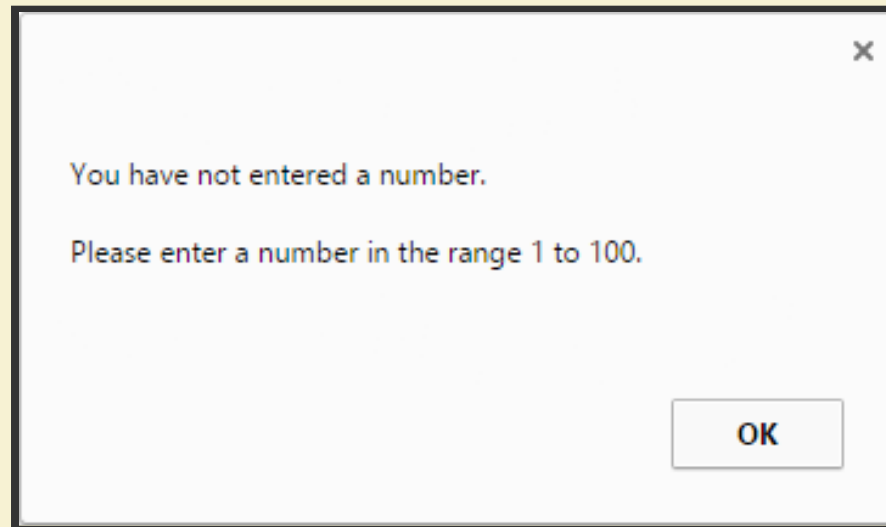 You have not entered a number.
Please enter a number in the range 1 to 100.
OK